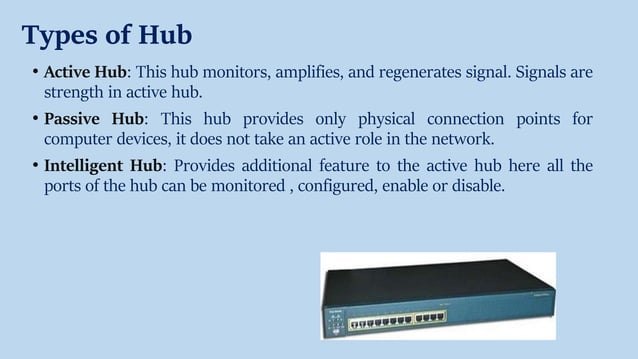 Types of Hub
• Active Hub: This hub monitors, amplifies, and regenerates signal. Signals are
strength in active hub.
• Passive Hub: This hub provides only physical connection points for
computer devices, it does not take an active role in the network.
• Intelligent Hub: Provides additional feature to the active hub here all the
ports of the hub can be monitored , configured, enable or disable.